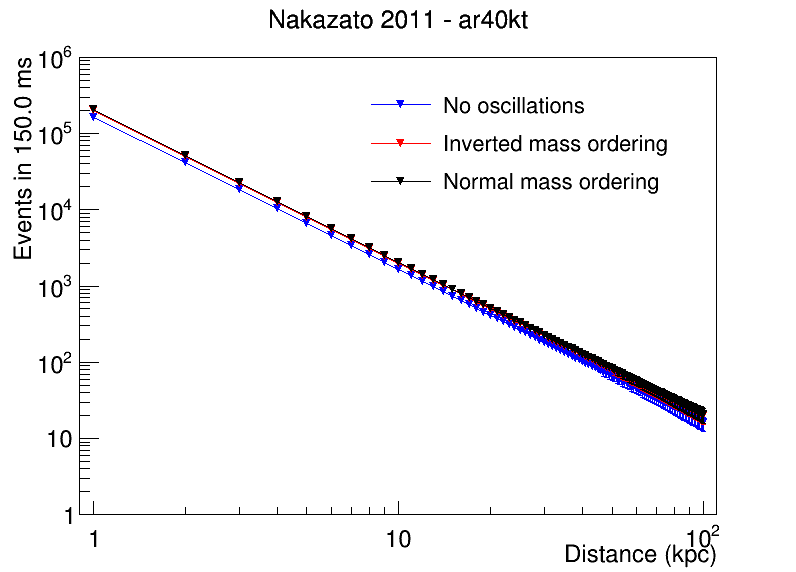 Nakazato 2011 - ar40kt
Events in 150.0 ms
10^6
10^5
10^4
10^3
10^2
10
1
No oscillations
Inverted mass ordering
Normal mass ordering
1
10
10^2
Distance (kpc)